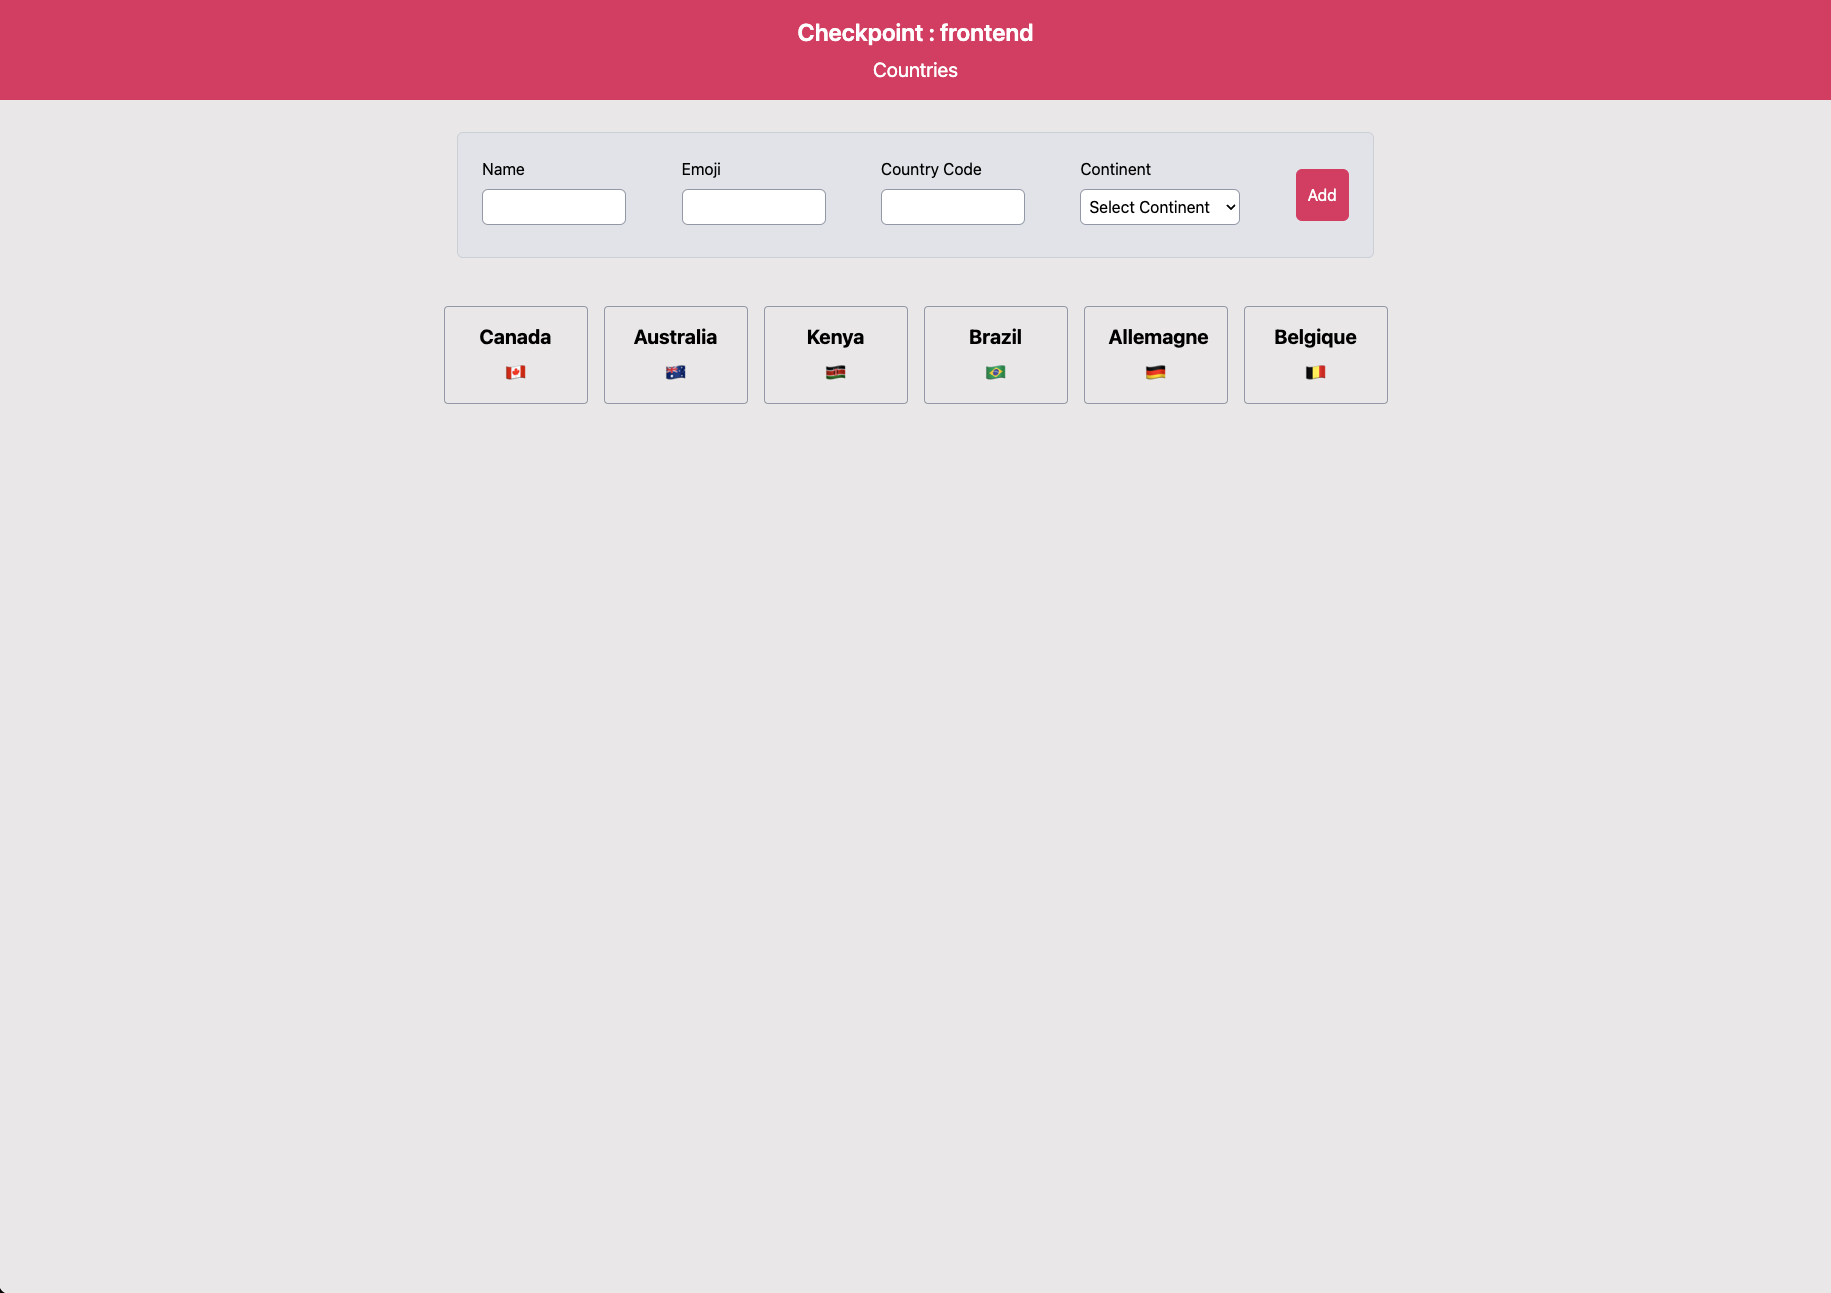 Checkpoint : frontend
Countries
Name
Emoji
Country Code
Continent
Select Continent
Add
Canada
Australia
Kenya
Brazil
Allemagne
Belgique
🇨🇦
🇦🇺
🇰🇪
🇧🇷
🇩🇪
🇧🇪